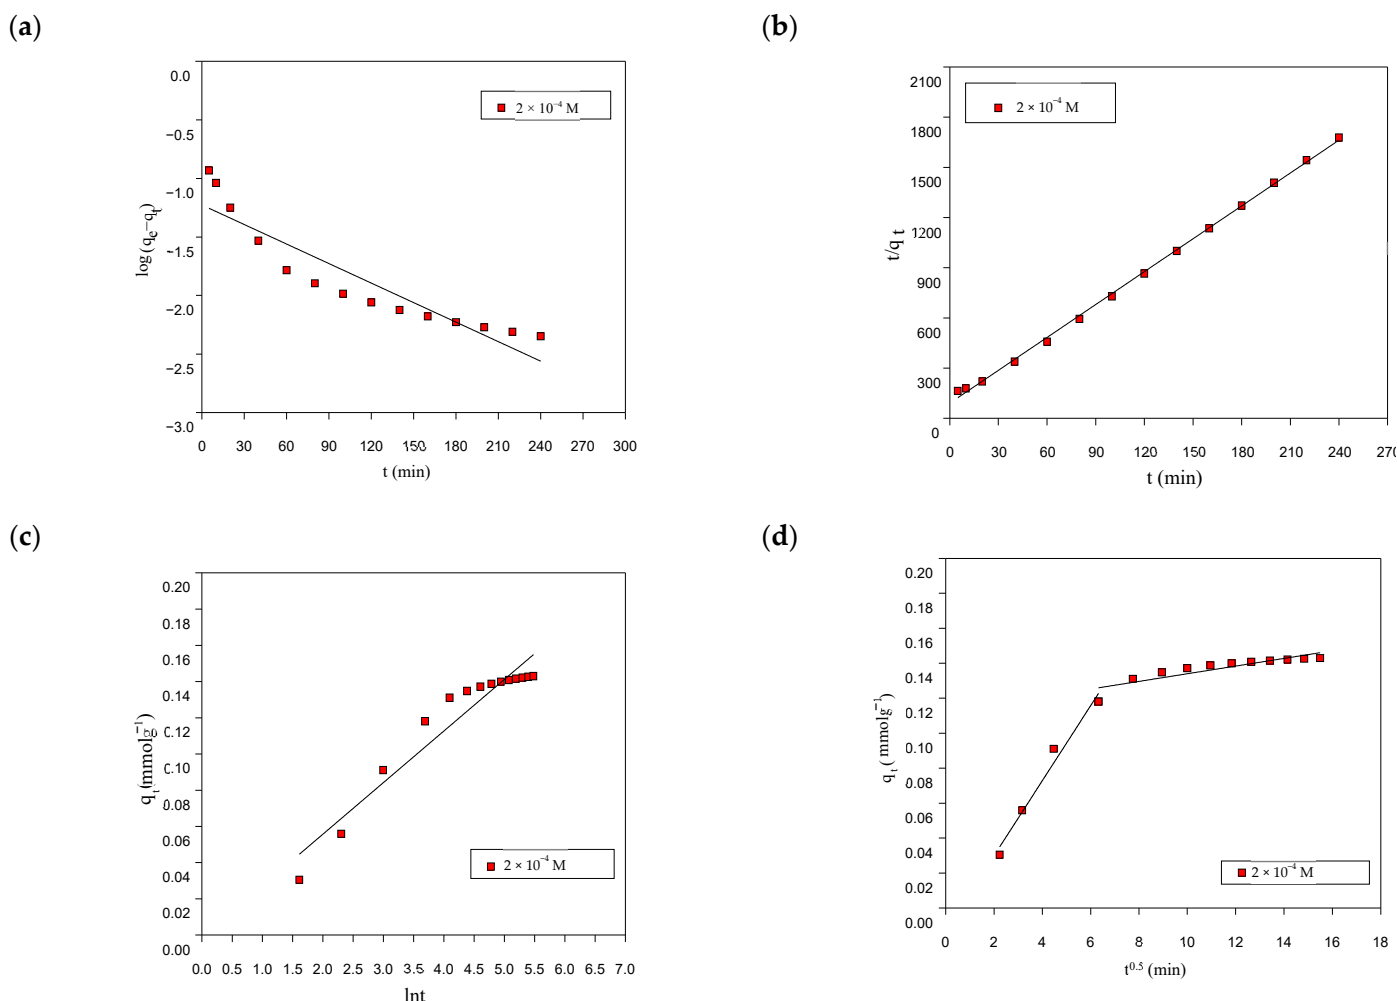 (a)
0.0
−0.5
−1.0
−1.5
−2.0
−2.5
−3.0
log (qe−qt)
2 × 10−4 M
0 30 60 90 120 150 180 210 240 270 300
t (min)
(b)
2100
1800
1500
1200
900
600
300
0
t/q t
2 × 10−4 M
0 30 60 90 120 150 180 210 240 270
t (min)
(c)
0.20
0.18
0.16
0.14
0.12
0.10
0.08
0.06
0.04
0.02
0.00
qt (mmolg−1)
2 × 10−4 M
0.0 0.5 1.0 1.5 2.0 2.5 3.0 3.5 4.0 4.5 5.0 5.5 6.0 6.5 7.0
lnt
(d)
0.20
0.18
0.16
0.14
0.12
0.10
0.08
0.06
0.04
0.02
0.00
q t ( mmolg−1)
2 × 10−4 M
0 2 4 6 8 10 12 14 16 18
t0.5 (min)